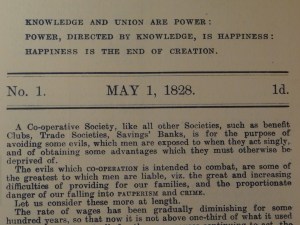 KNOWLEDGE AND UNION ARE POWER:
POWER, DIRECTED BY KNOWLEDGE, IS HAPPINESS:
HAPPINESS IS THE END OF CREATION.
No. 1. MAY 1, 1828. 1d.
A Co-operative Society, like all other Societies, such as benefit
Clubs, Trade Societies, Savings' Banks, is for the purpose of
avoiding some evils, which men are exposed to when they act singly,
and of obtaining some advantages which they must otherwise be
deprived of.
The evils which CO-OPERATION is intended to combat, are some of
the greatest to which men are liable, viz. the great and increasing
difficulties of providing for our families, and the proportionate
danger of our falling into PAUPERISM and CRIME.
Let us consider these more at length.
The rate of wages has been gradually diminishing for some
hundred years, so that now it is not above one-third of what it used